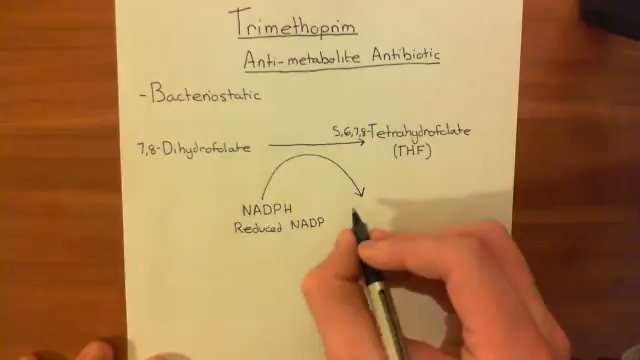 Trimethoprim
Anti-metabolite Antibiotic
-Bacteriostatic
5,6,7,8-Tetrahydrofolate
7,8-Dihydrofolate
(THF)
NADPH
Reduced NADP